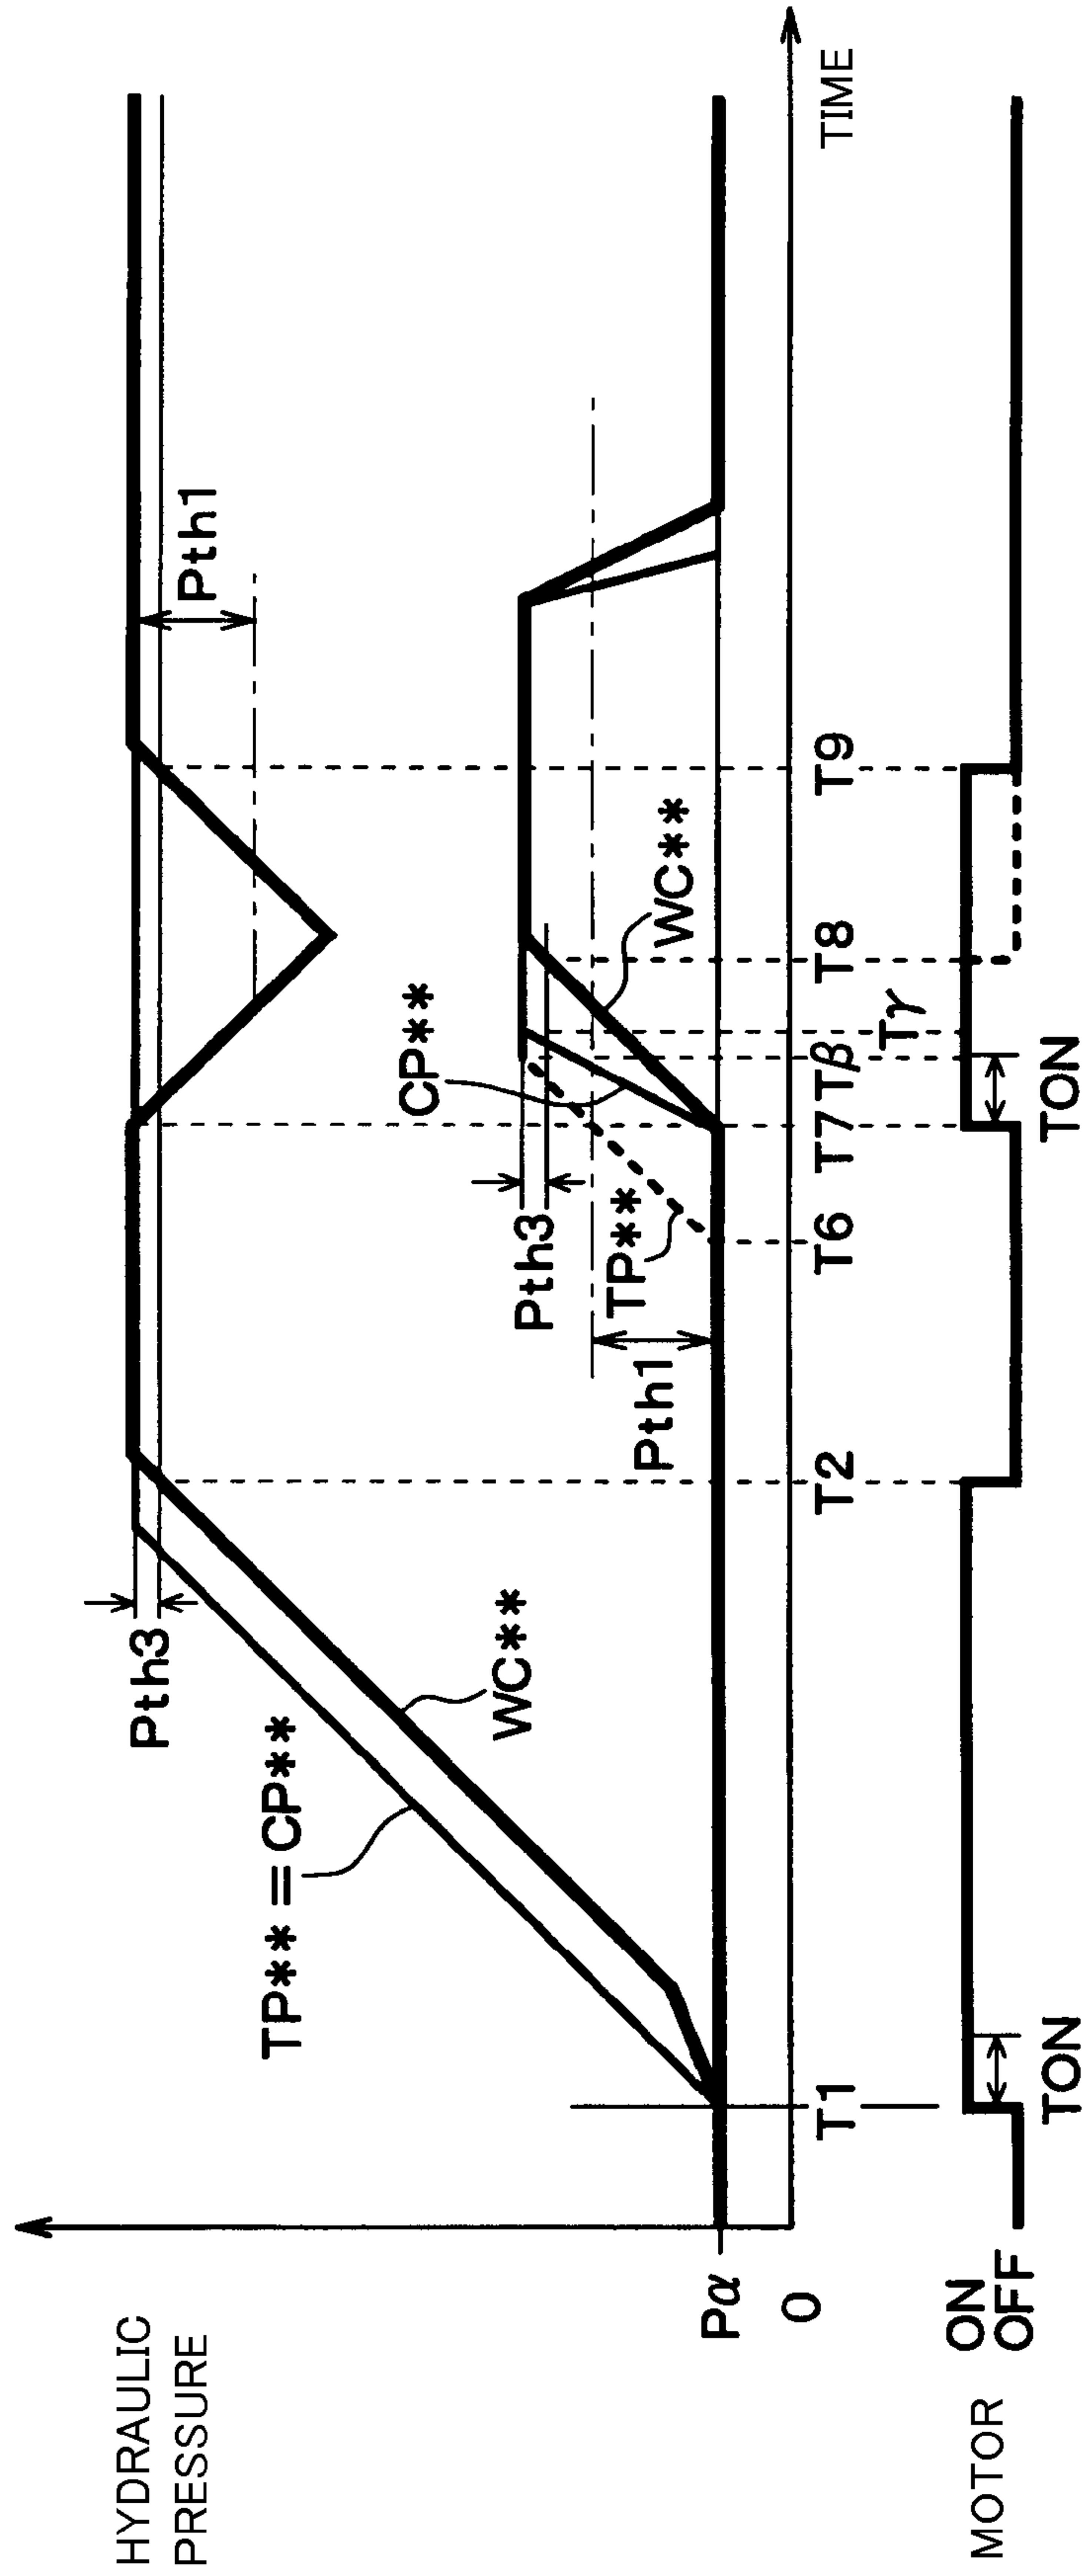 HYDRAULIC
PRESSURE
TP**=CP**
Pth3
WC**
Pth1
CP**
Pth3
TP**
Pth1
WC**
Pα
0
T1
T2
T6
T7
Tβ
Tγ
T8
T9
TIME
MOTOR
ON
OFF
TON
TON